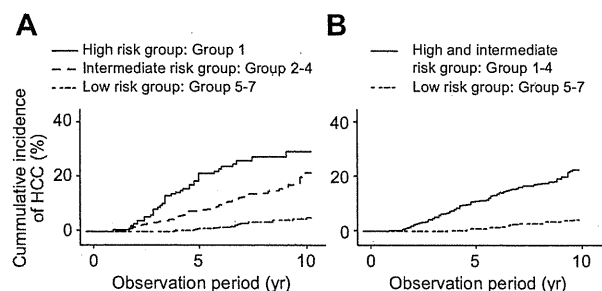 A
High risk group: Group 1
Intermediate risk group: Group 2-4
Low risk group: Group 5-7
Cummulative incidence
of HCC (%)
40
20
0
0 5 10
Observation period (yr)
B
High and intermediate
risk group: Group 1-4
Low risk group: Group 5-7
40
20
0
0 5 10
Observation period (yr)